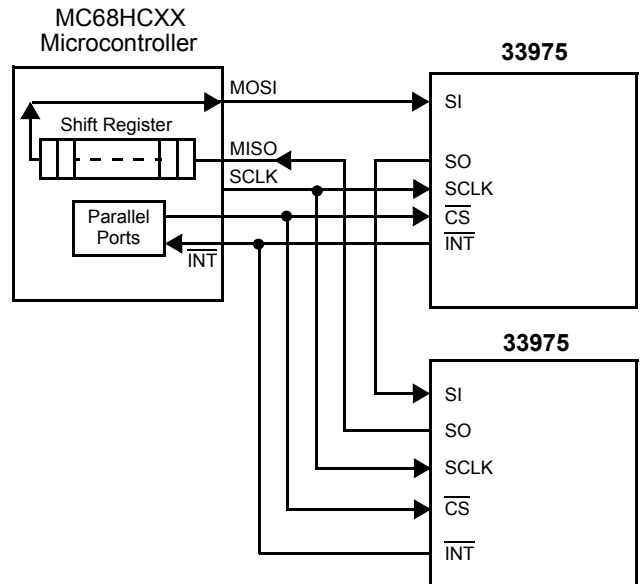 MC68HCXX
Microcontroller
33975
MOSI
SI
Shift Register
MISO
SO
SCLK
SCLK
Parallel
Ports
CS
INT
INT
33975
SI
SO
SCLK
CS
INT